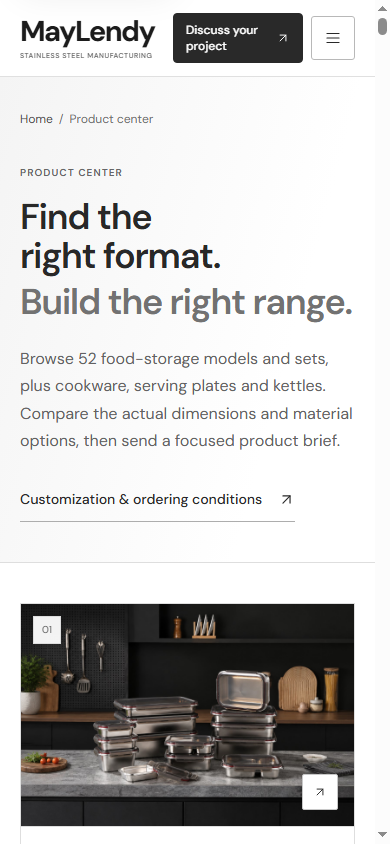 MayLendy
STAINLESS STEEL MANUFACTURING
Discuss your
project
Home / Product center
PRODUCT CENTER
Find the
right format.
Build the right range.
Browse 52 food-storage models and sets,
plus cookware, serving plates and kettles.
Compare the actual dimensions and material
options, then send a focused product brief.
Customization & ordering conditions
01